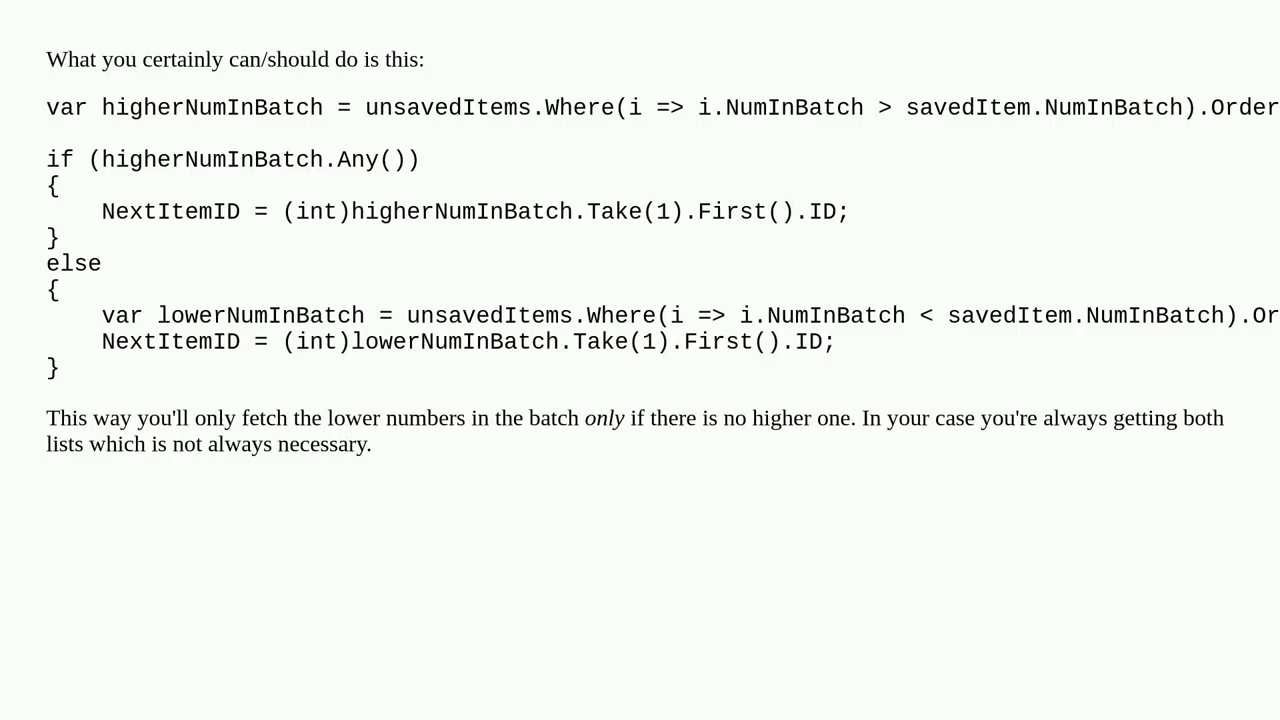 What you certainly can/should do is this:
var higherNumInBatch = unsavedItems.Where(i => i.NumInBatch > savedItem.NumInBatch).Order
if (higherNumInBatch.Any())
{
    NextItemID = (int)higherNumInBatch.Take(1).First().ID;
}
else
{
    var lowerNumInBatch = unsavedItems.Where(i => i.NumInBatch < savedItem.NumInBatch).Or
    NextItemID = (int)lowerNumInBatch.Take(1).First().ID;
}
This way you'll only fetch the lower numbers in the batch only if there is no higher one. In your case you're always getting both
lists which is not always necessary.